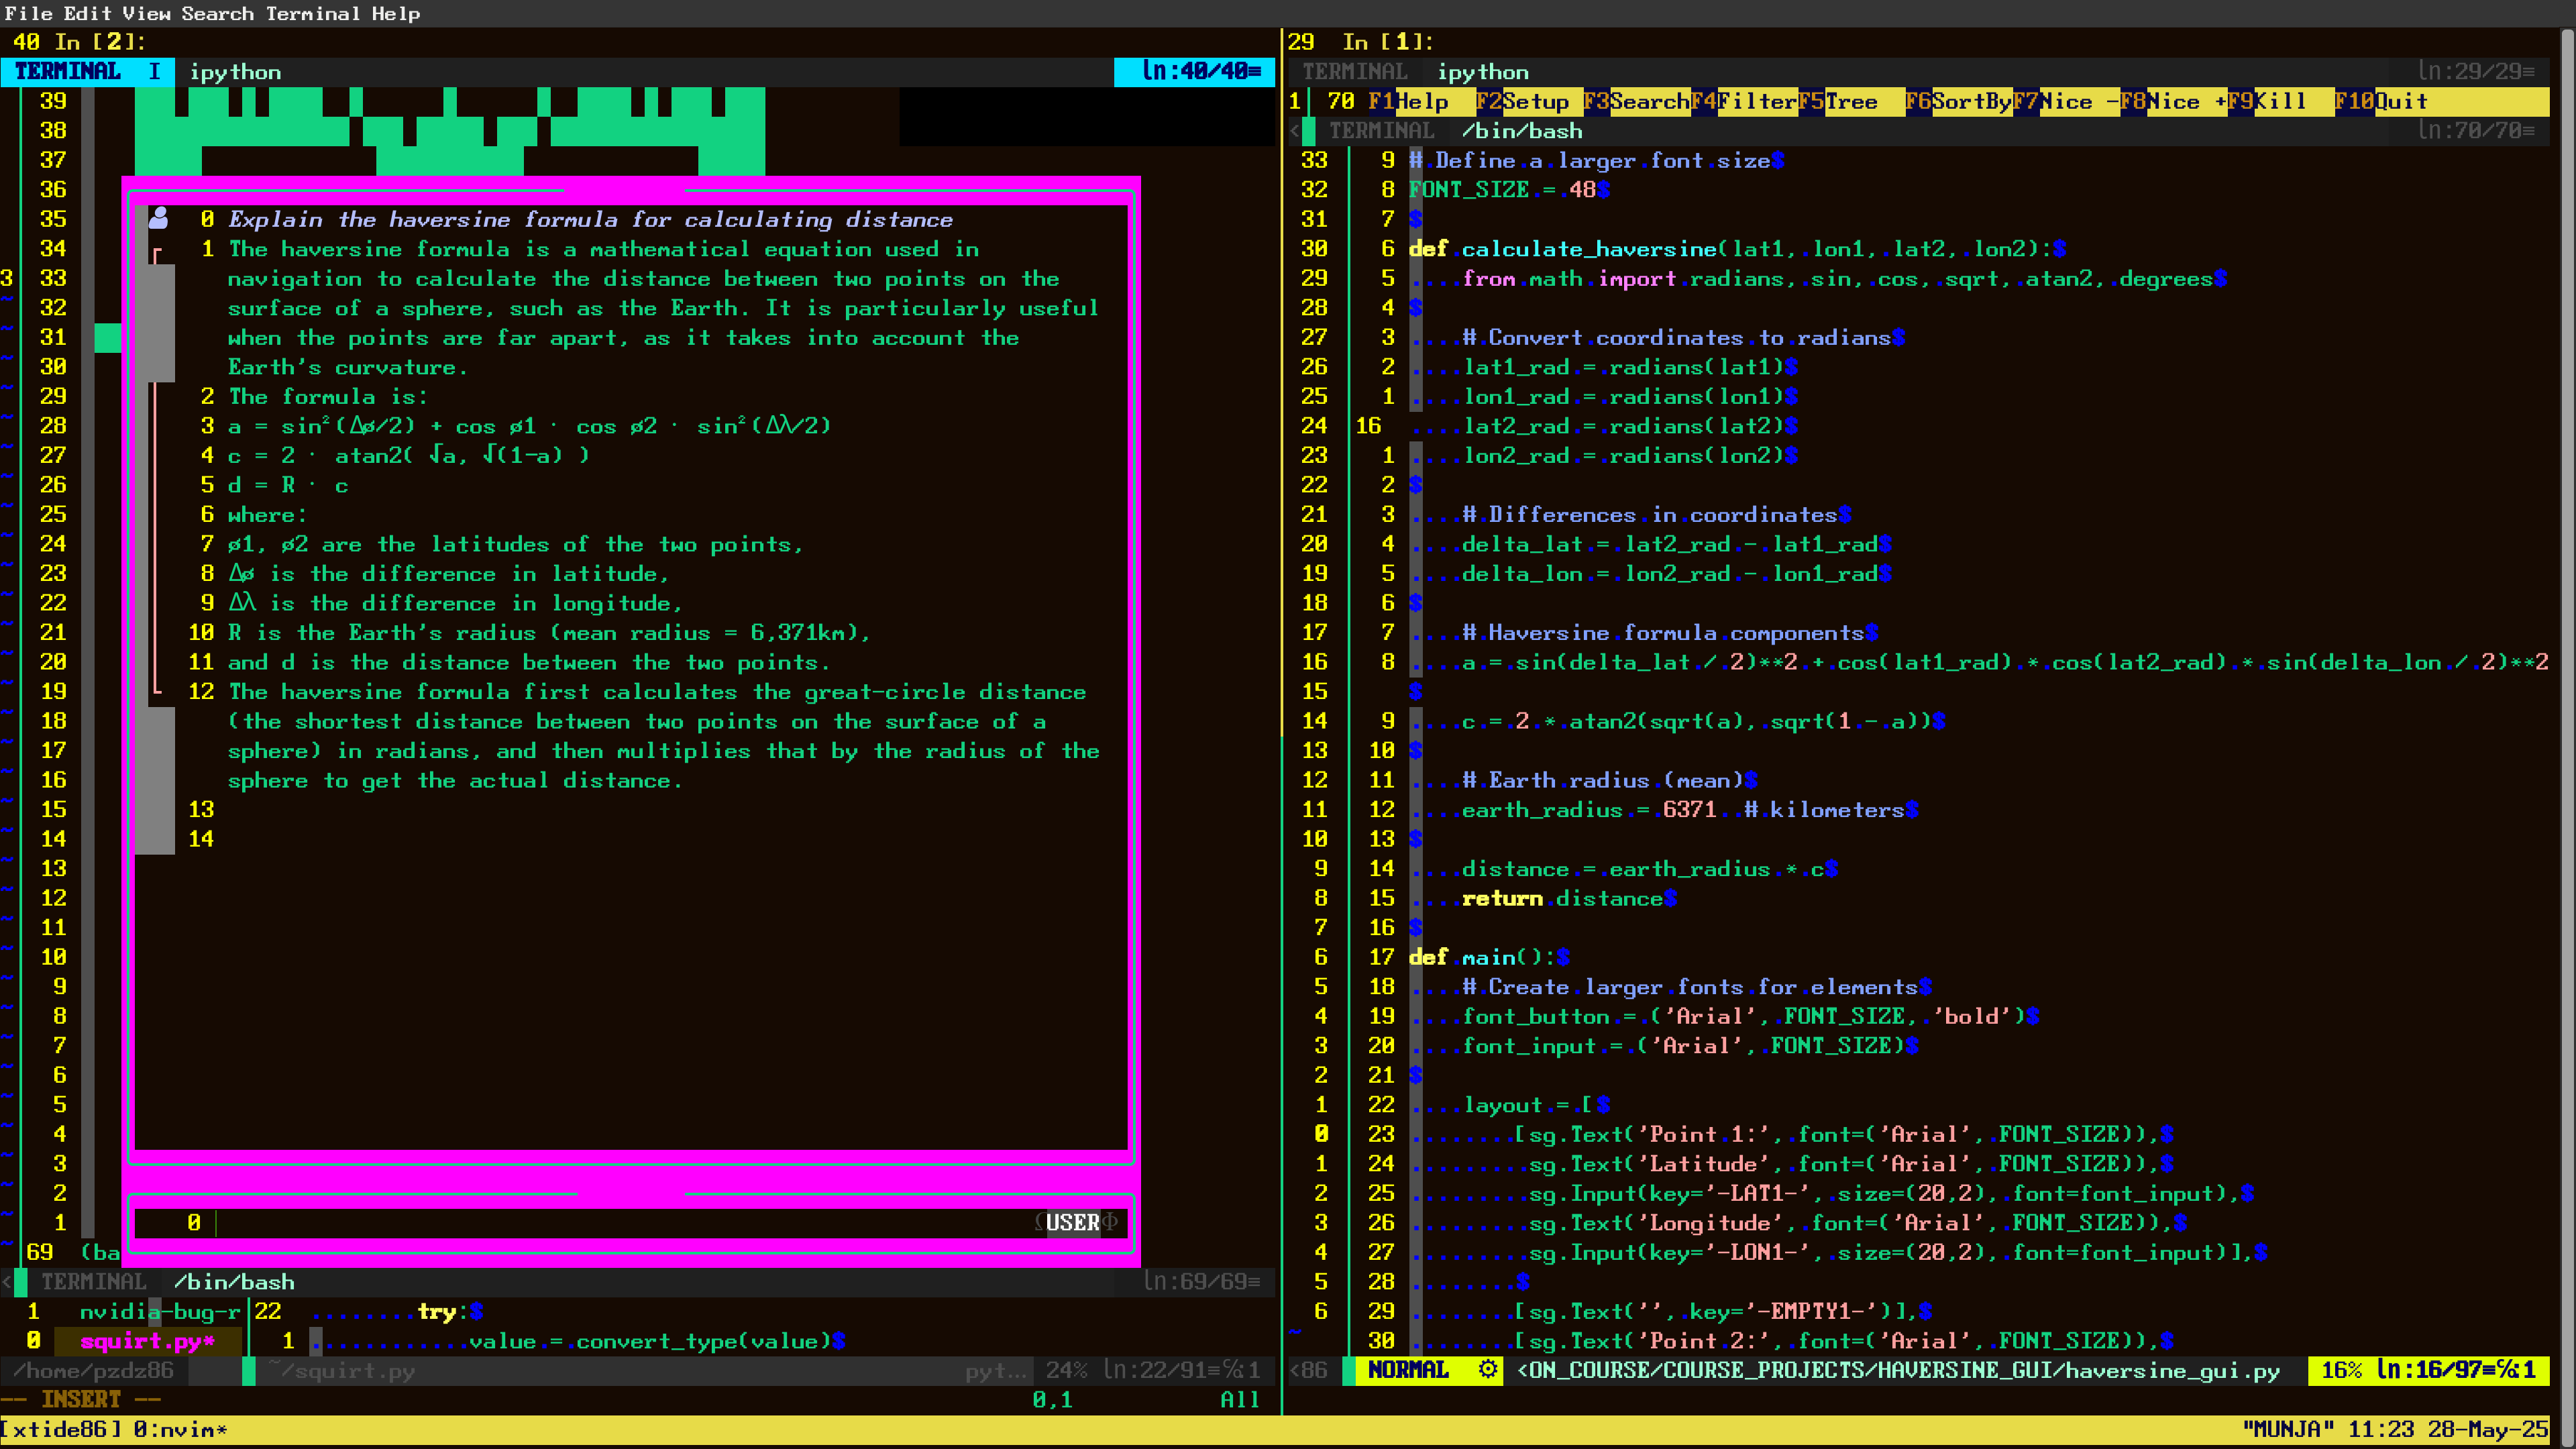 File Edit View Search Terminal Help
40 In [2]:
TERMINAL I ipython ln:40/40≡
39
38
37
36
35 0 Explain the haversine formula for calculating distance
34 1 The haversine formula is a mathematical equation used in
3 33 navigation to calculate the distance between two points on the
~ 32 surface of a sphere, such as the Earth. It is particularly useful
~ 31 when the points are far apart, as it takes into account the
~ 30 Earth's curvature.
~ 29 2 The formula is:
~ 28 3 a = sin²(Δø/2) + cos ø1 · cos ø2 · sin²(Δλ/2)
~ 27 4 c = 2 · atan2( √a, √(1-a) )
~ 26 5 d = R · c
~ 25 6 where:
~ 24 7 ø1, ø2 are the latitudes of the two points,
~ 23 8 Δø is the difference in latitude,
~ 22 9 Δλ is the difference in longitude,
~ 21 10 R is the Earth's radius (mean radius = 6,371km),
~ 20 11 and d is the distance between the two points.
~ 19 12 The haversine formula first calculates the great-circle distance
~ 18 (the shortest distance between two points on the surface of a
~ 17 sphere) in radians, and then multiplies that by the radius of the
~ 16 sphere to get the actual distance.
~ 15 13
~ 14 14
~ 13
~ 12
~ 11
~ 10
~ 9
~ 8
~ 7
~ 6
~ 5
~ 4
~ 3
~ 2
~ 1 0 USER
~ 69 (ba
< TERMINAL /bin/bash ln:69/69≡
1 nvidia-bug-r 22 ........try:$
0 squirt.py* 1 ............value.=.convert_type(value)$
/home/pzdz86 ~/squirt.py pyt... 24% ln:22/91≡℅:1
-- INSERT -- 0,1 All
29 In [1]:
TERMINAL ipython ln:29/29≡
1 70 F1Help F2Setup F3SearchF4FilterF5Tree F6SortByF7Nice -F8Nice +F9Kill F10Quit
< TERMINAL /bin/bash ln:70/70≡
33 9 #.Define.a.larger.font.size$
32 8 FONT_SIZE.=.48$
31 7 $
30 6 def.calculate_haversine(lat1,.lon1,.lat2,.lon2):$
29 5 ....from.math.import.radians,.sin,.cos,.sqrt,.atan2,.degrees$
28 4 $
27 3 ....#.Convert.coordinates.to.radians$
26 2 ....lat1_rad.=.radians(lat1)$
25 1 ....lon1_rad.=.radians(lon1)$
24 16 ....lat2_rad.=.radians(lat2)$
23 1 ....lon2_rad.=.radians(lon2)$
22 2 $
21 3 ....#.Differences.in.coordinates$
20 4 ....delta_lat.=.lat2_rad.-.lat1_rad$
19 5 ....delta_lon.=.lon2_rad.-.lon1_rad$
18 6 $
17 7 ....#.Haversine.formula.components$
16 8 ....a.=.sin(delta_lat./.2)**2.+.cos(lat1_rad).*.cos(lat2_rad).*.sin(delta_lon./.2)**2
15 $
14 9 ....c.=.2.*.atan2(sqrt(a),.sqrt(1.-.a))$
13 10 $
12 11 ....#.Earth.radius.(mean)$
11 12 ....earth_radius.=.6371..#.kilometers$
10 13 $
9 14 ....distance.=.earth_radius.*.c$
8 15 ....return.distance$
7 16 $
6 17 def.main():$
5 18 ....#.Create.larger.fonts.for.elements$
4 19 ....font_button.=.('Arial',.FONT_SIZE,.'bold')$
3 20 ....font_input.=.('Arial',.FONT_SIZE)$
2 21 $
1 22 ....layout.=.[$
0 23 ........[sg.Text('Point.1:',.font=('Arial',.FONT_SIZE)),$
1 24 .........sg.Text('Latitude',.font=('Arial',.FONT_SIZE)),$
2 25 .........sg.Input(key='-LAT1-',.size=(20,2),.font=font_input),$
3 26 .........sg.Text('Longitude',.font=('Arial',.FONT_SIZE)),$
4 27 .........sg.Input(key='-LON1-',.size=(20,2),.font=font_input)],$
5 28 ........$
6 29 ........[sg.Text('',.key='-EMPTY1-')],$
~ 30 ........[sg.Text('Point.2:',.font=('Arial',.FONT_SIZE)),$
<86 NORMAL ⚙ <ON_COURSE/COURSE_PROJECTS/HAVERSINE_GUI/haversine_gui.py 16% ln:16/97≡℅:1
[xtide86] 0:nvim* "MUNJA" 11:23 28-May-25